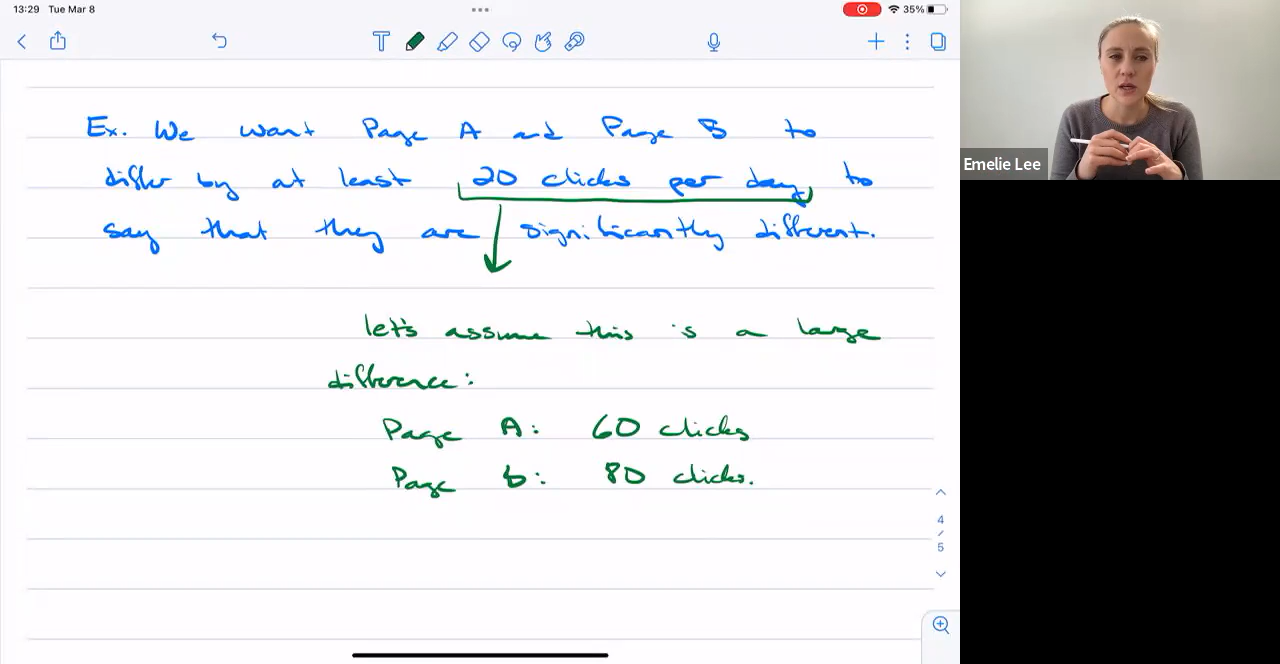 13:29 Tue Mar 8
35%
Ex. We want Page A and Page B to
differ by at least 20 clicks per day to
say that they are significantly different.
let's assume this is a large
difference:
Page A: 60 clicks
Page b: 80 clicks.
4
/
5
Emelie Lee